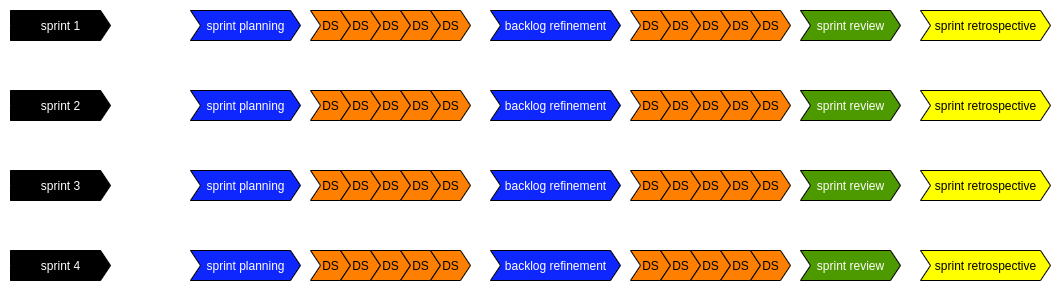 sprint 1 sprint planning DS DS DS DS DS backlog refinement DS DS DS DS DS sprint review sprint retrospective
sprint 2 sprint planning DS DS DS DS DS backlog refinement DS DS DS DS DS sprint review sprint retrospective
sprint 3 sprint planning DS DS DS DS DS backlog refinement DS DS DS DS DS sprint review sprint retrospective
sprint 4 sprint planning DS DS DS DS DS backlog refinement DS DS DS DS DS sprint review sprint retrospective